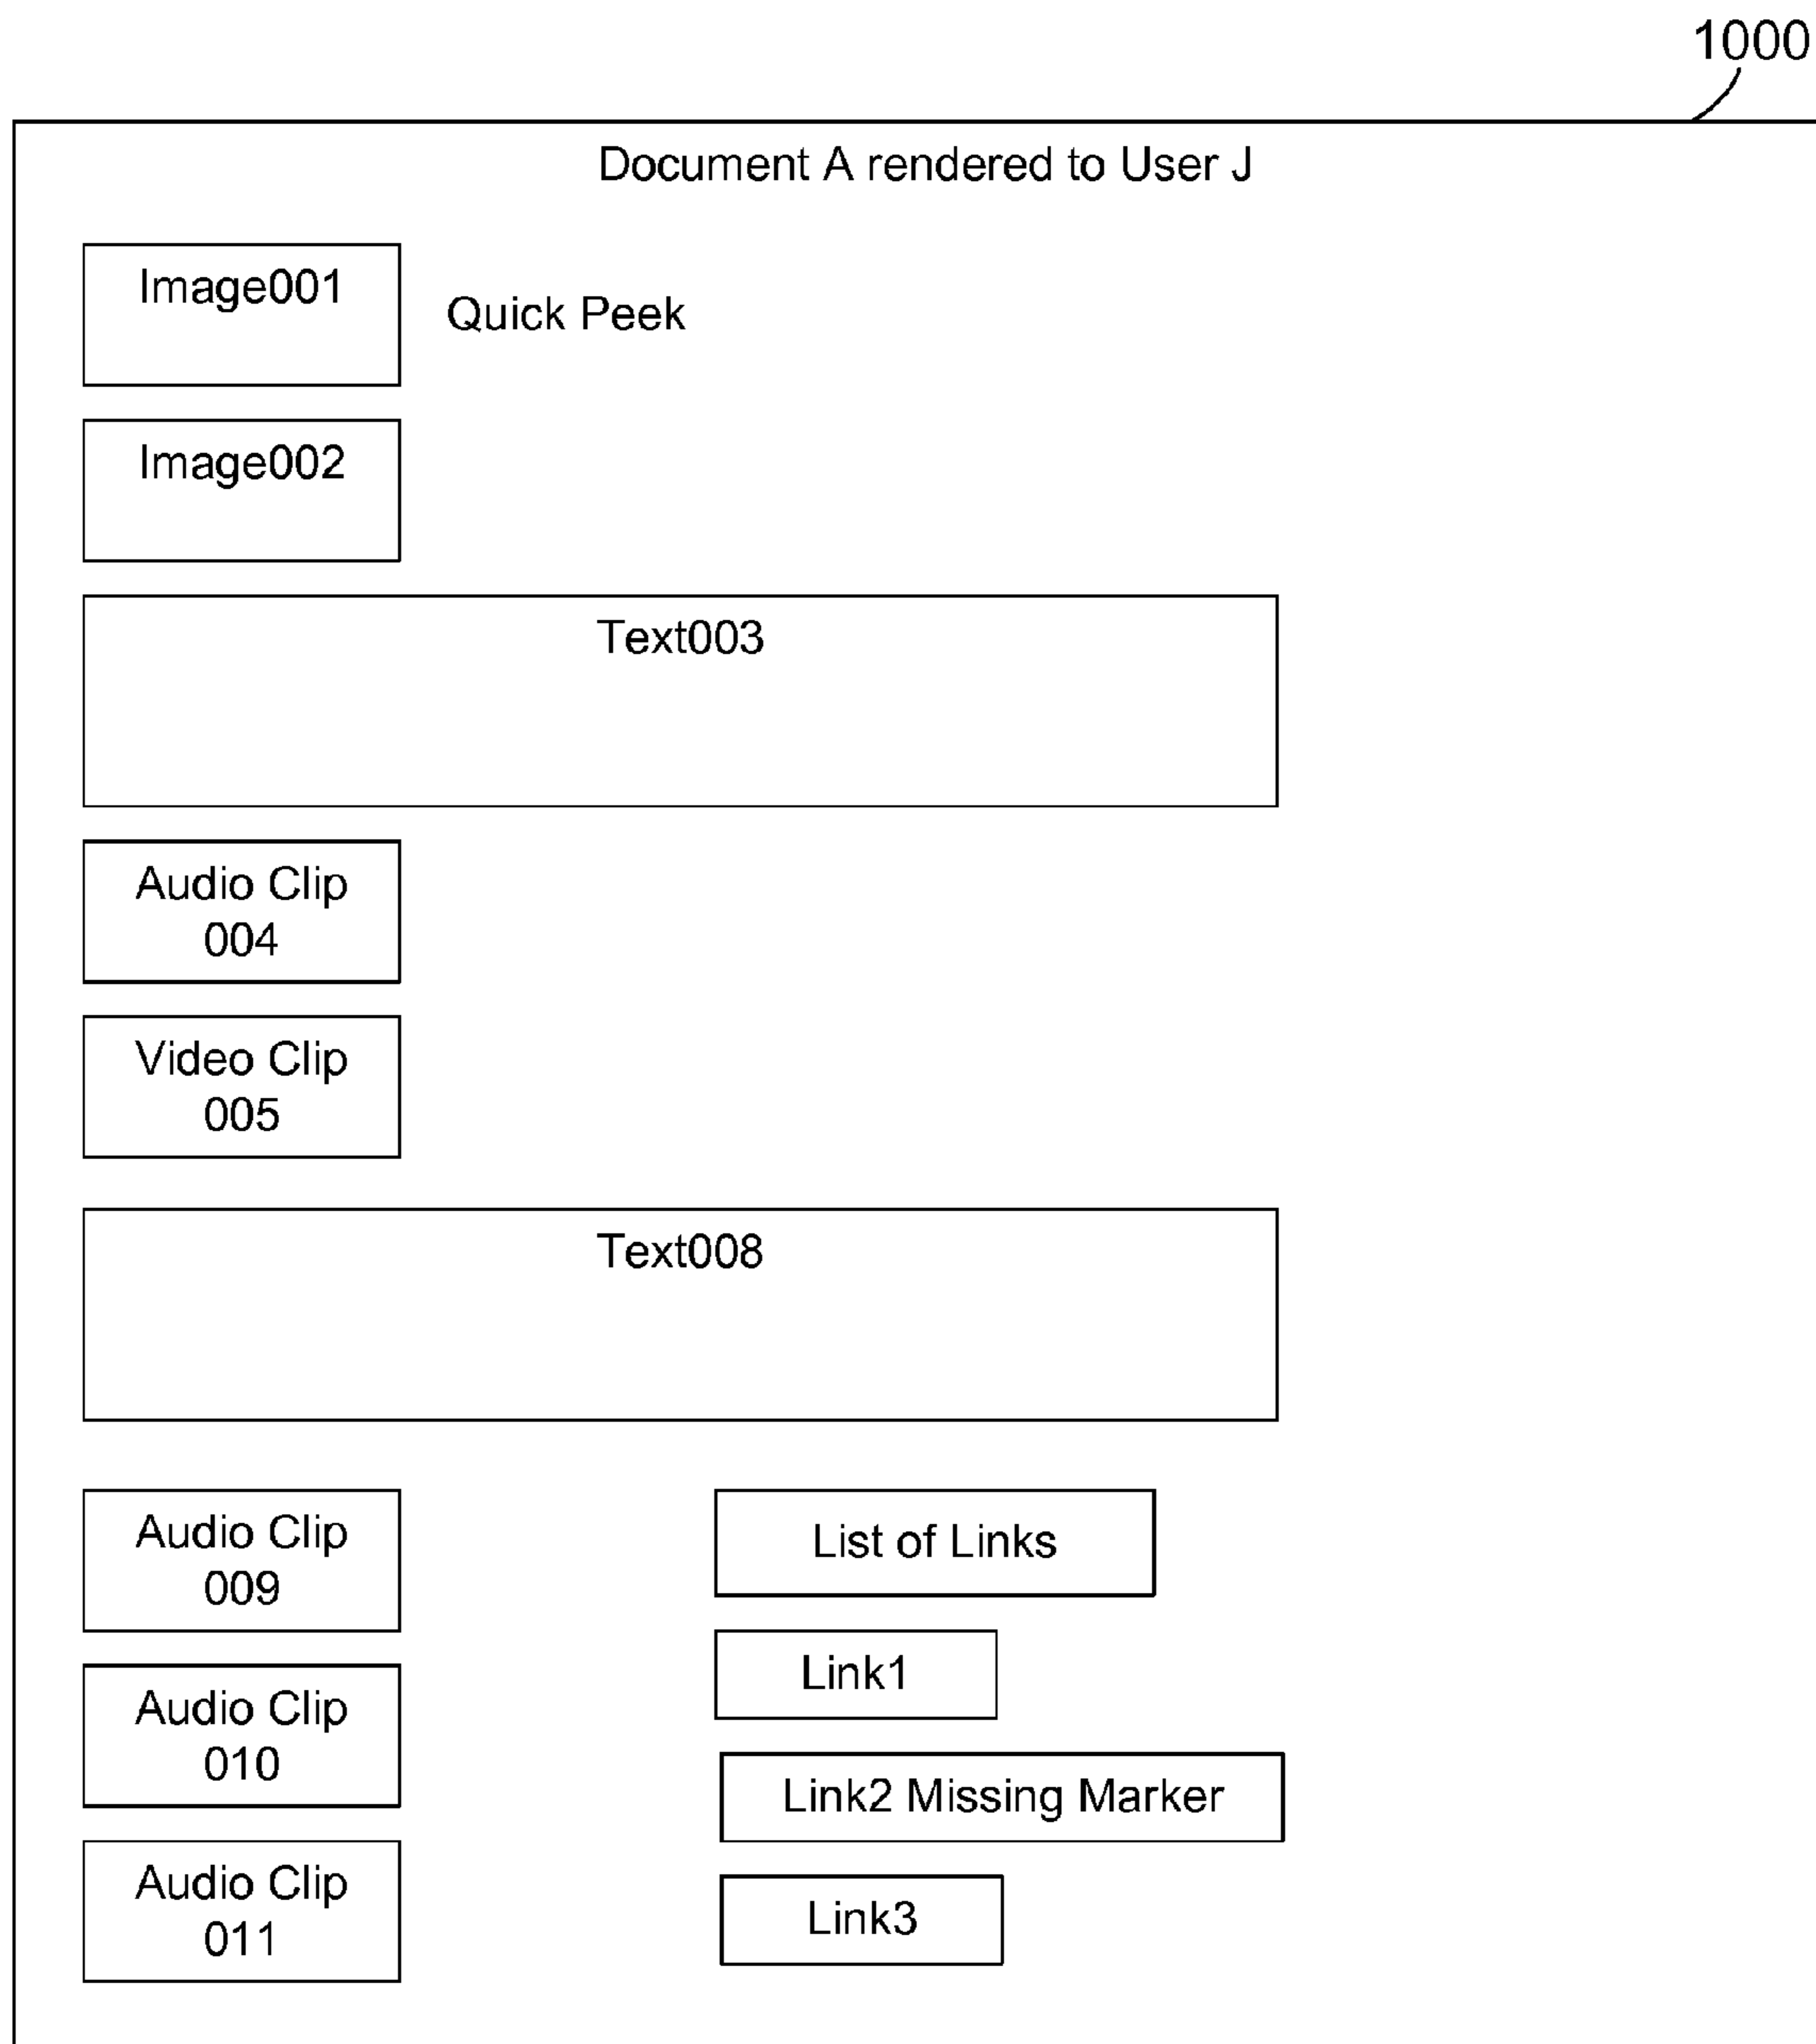 1000
Document A rendered to User J
Image001
Quick Peek
Image002
Text003
Audio Clip
004
Video Clip
005
Text008
Audio Clip
009
Audio Clip
010
Audio Clip
011
List of Links
Link1
Link2 Missing Marker
Link3